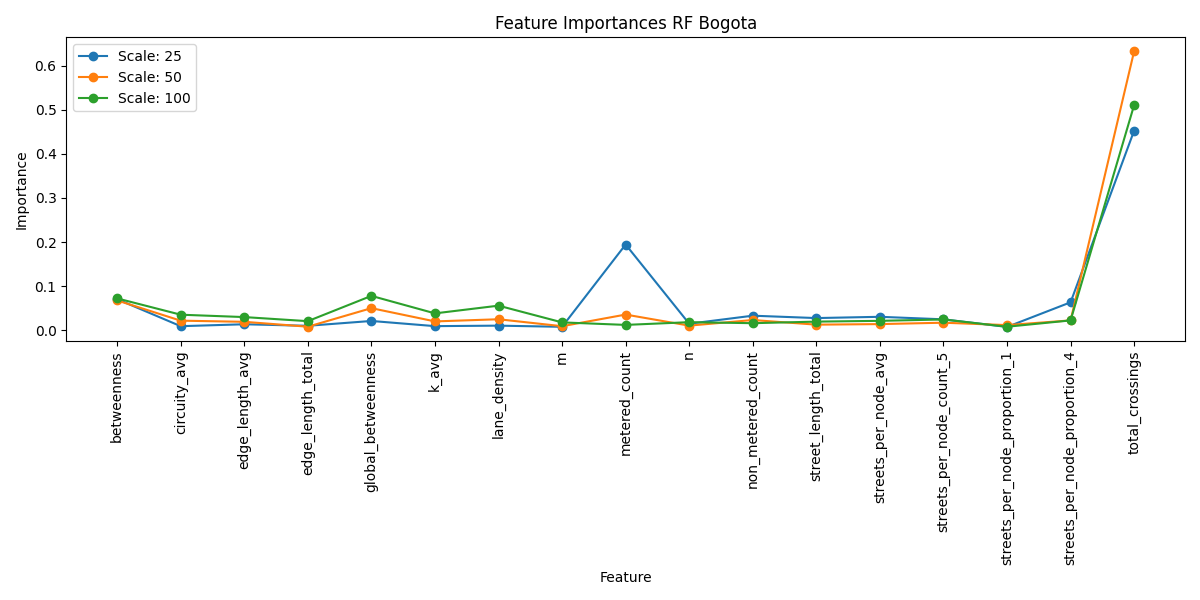 Feature Importances RF Bogota
Scale: 25
Scale: 50
Scale: 100
Importance
0.6
0.5
0.4
0.3
0.2
0.1
0.0
betweenness
circuity_avg
edge_length_avg
edge_length_total
global_betweenness
k_avg
lane_density
m
metered_count
n
non_metered_count
street_length_total
streets_per_node_avg
streets_per_node_count_5
streets_per_node_proportion_1
streets_per_node_proportion_4
total_crossings
Feature